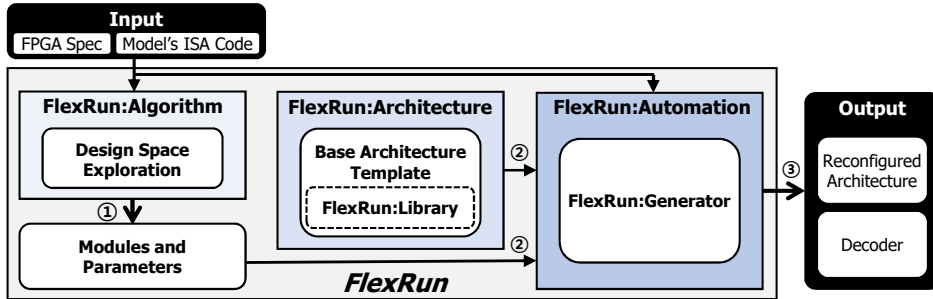 Input
FPGA Spec
Model's ISA Code
FlexRun:Algorithm
Design Space
Exploration
①
Modules and
Parameters
FlexRun:Architecture
Base Architecture
Template
FlexRun:Library
②
②
FlexRun
FlexRun:Automation
FlexRun:Generator
③
Output
Reconfigured
Architecture
Decoder